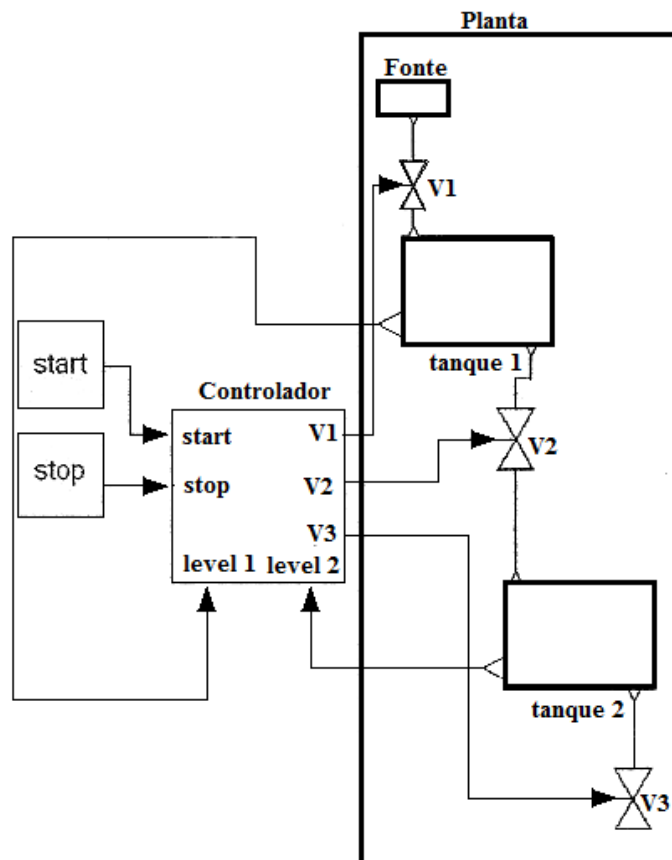 Planta
Fonte
V1
tanque 1
start
Controlador
start
V1
V2
stop
stop
V2
V3
level 1 level 2
tanque 2
V3